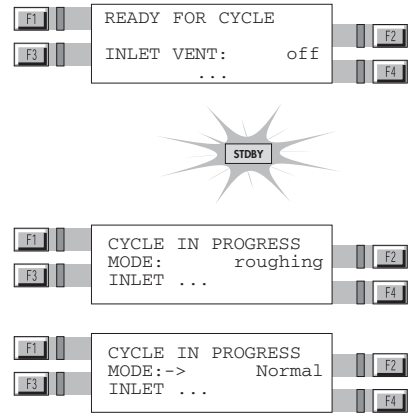 F1
READY FOR CYCLE
F2
F3
INLET VENT: off
...
F4
STDBY
F1
CYCLE IN PROGRESS
MODE: roughing
F2
F3
INLET ...
F4
F1
CYCLE IN PROGRESS
MODE:-> Normal
F2
F3
INLET ...
F4